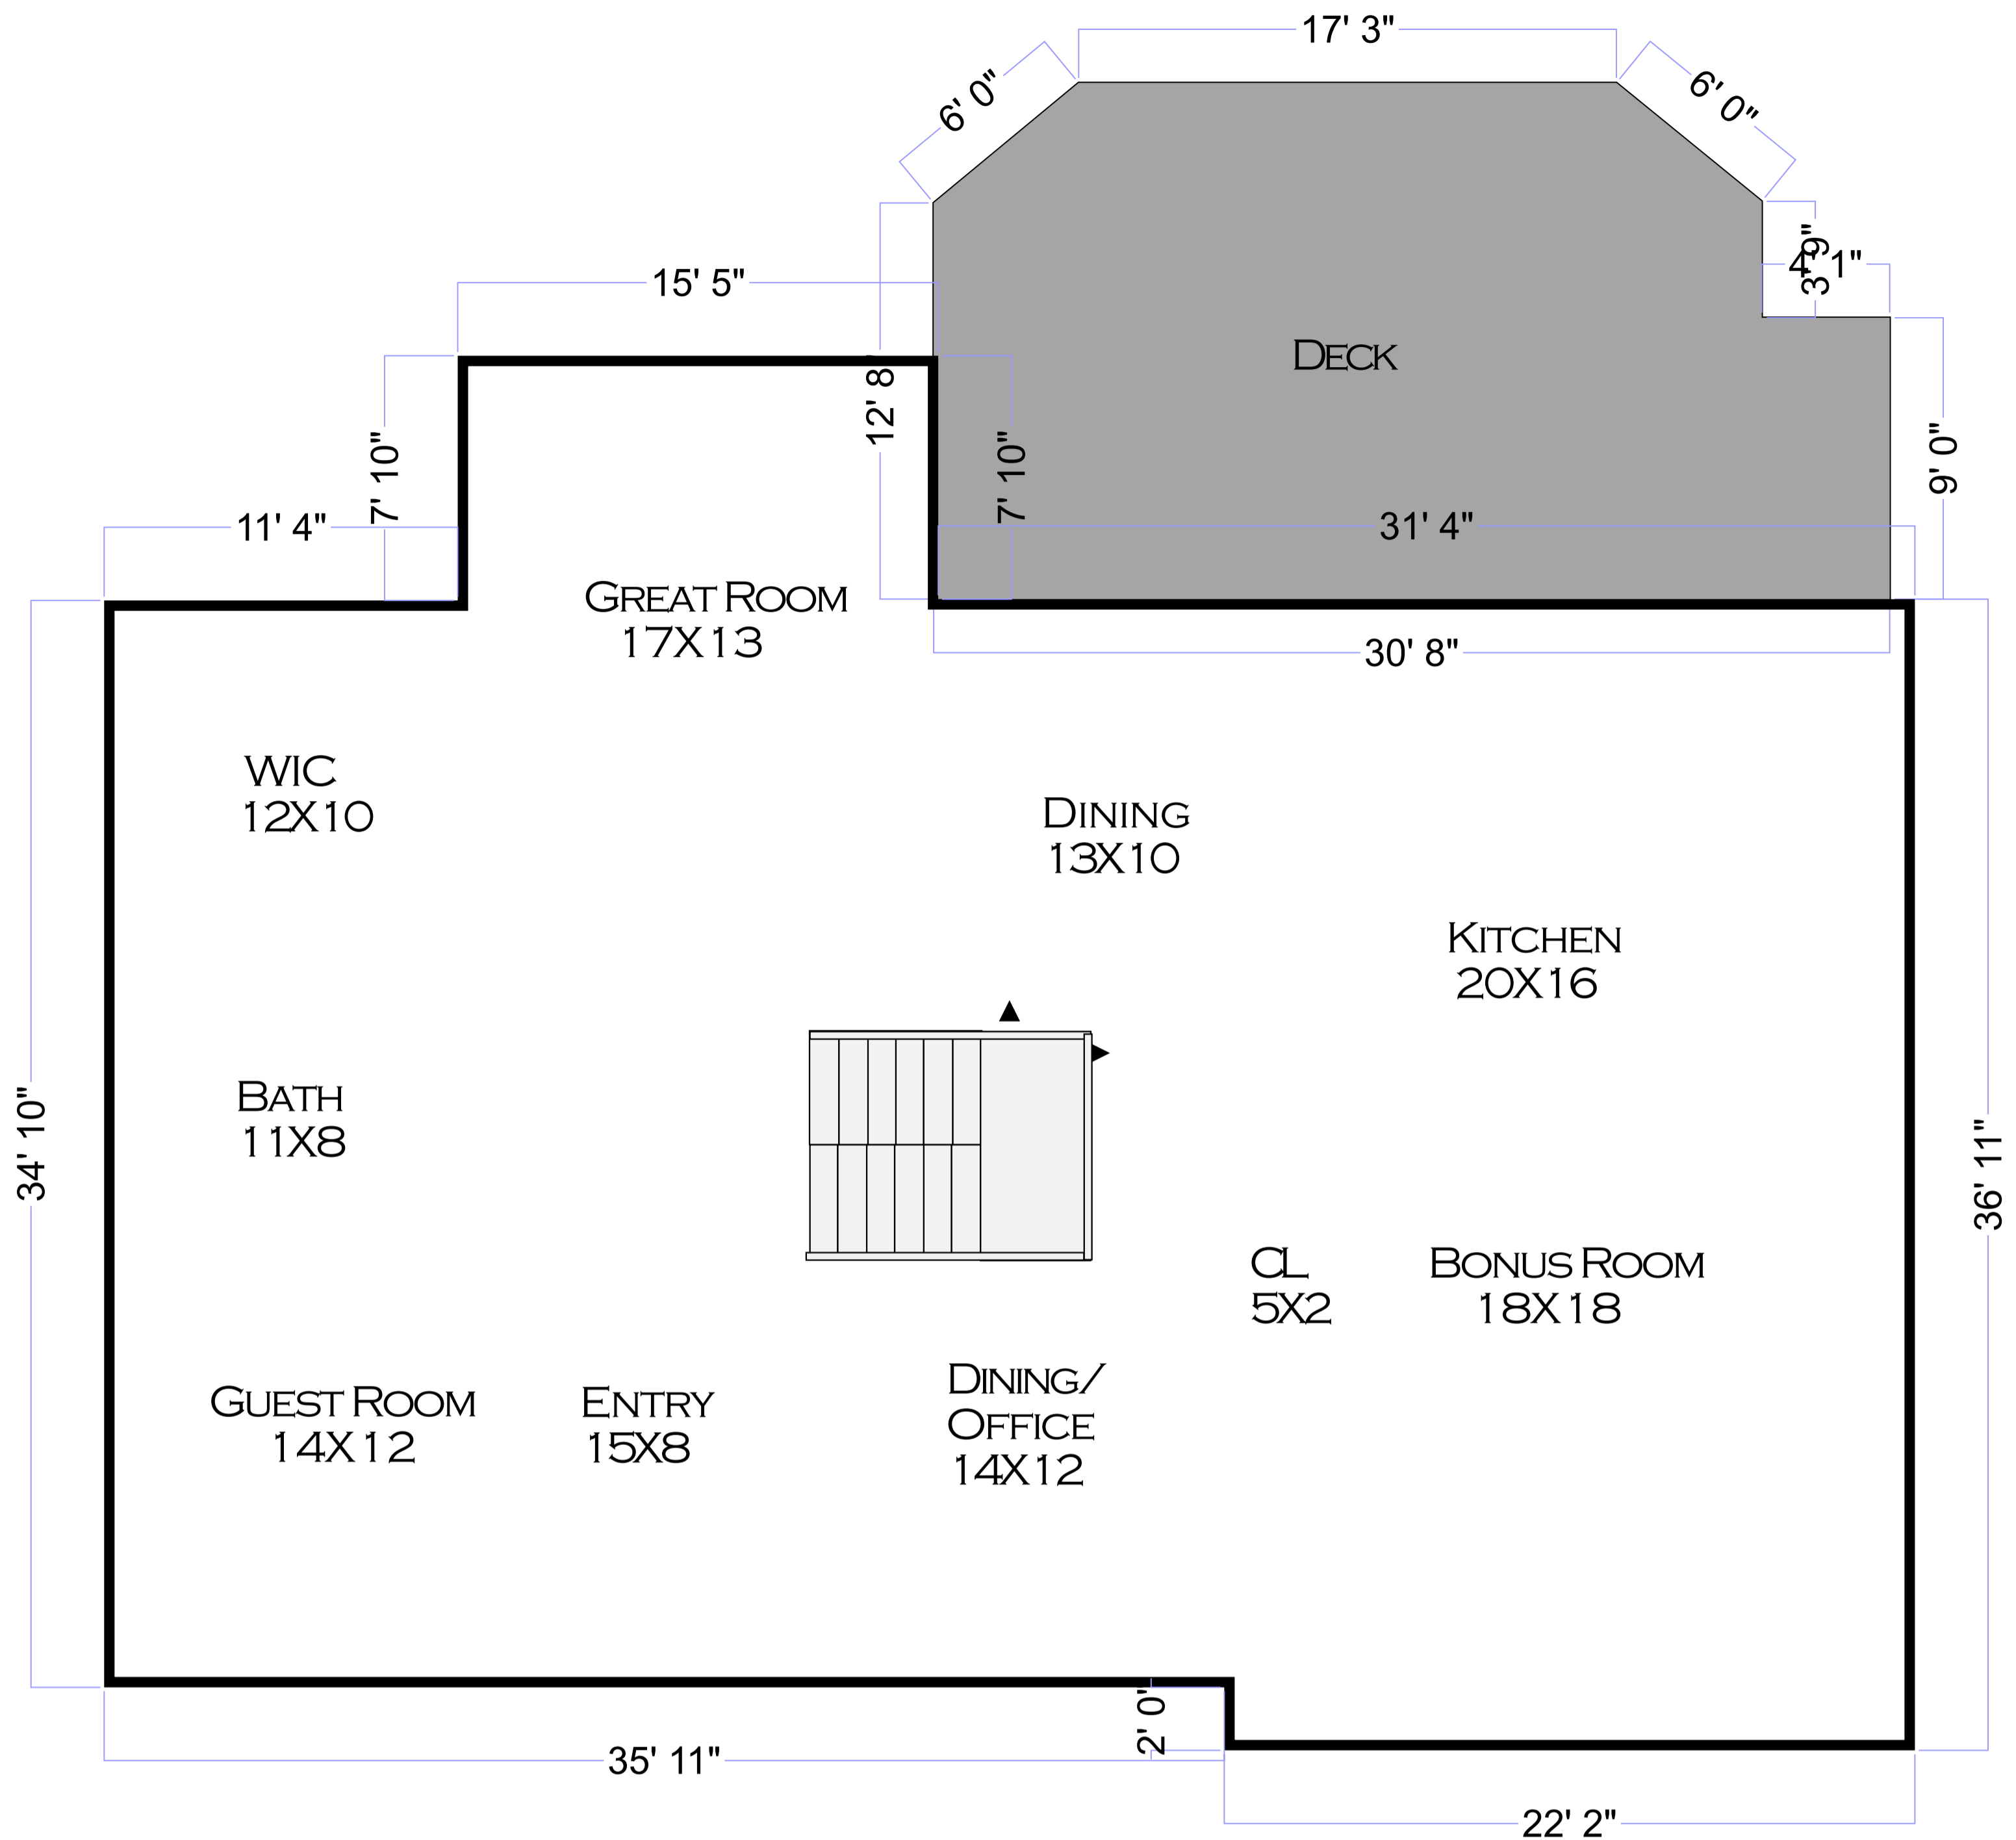 17' 3"
6' 0"
6' 0"
3' 9"
4' 1"
15' 5"
12' 8"
DECK
7' 10"
7' 10"
9' 0"
11' 4"
31' 4"
GREAT ROOM
17X13
30' 8"
WIC
12X10
DINING
13X10
KITCHEN
20X16
BATH
11X8
34' 10"
36' 11"
CL
5X2
BONUS ROOM
18X18
GUEST ROOM
14X12
ENTRY
15X8
DINING/
OFFICE
14X12
2' 0"
35' 11"
22' 2"